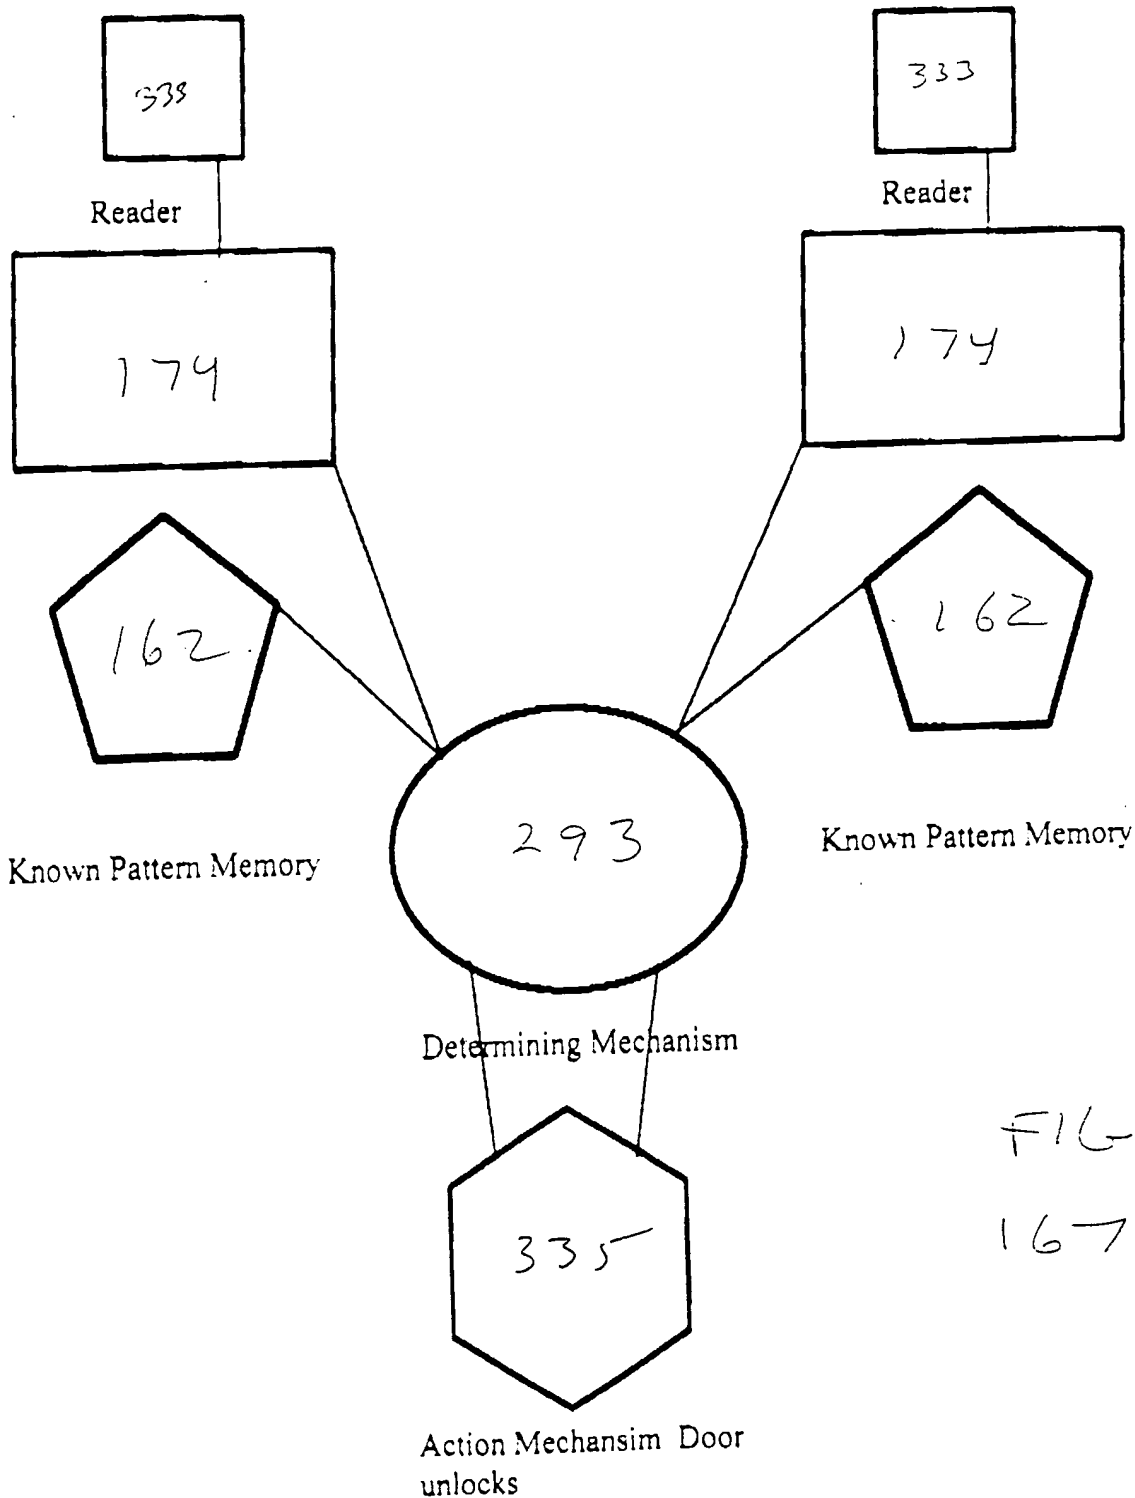 333
333
Reader
Reader
174
174
162
162
293
Known Pattern Memory
Known Pattern Memory
Determining Mechanism
335
FIG
167
Action Mechansim Door
unlocks